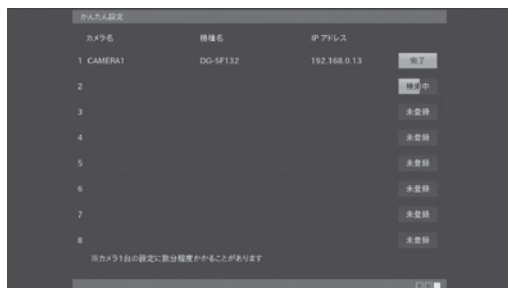 かんたん設定
カメラ名 機種名 IP アドレス
1 CAMERA1 DG-SF132 192.168.0.13 完了
2 検索中
3 未登録
4 未登録
5 未登録
6 未登録
7 未登録
8 未登録
※カメラ1台の設定に数分程度かかることがあります